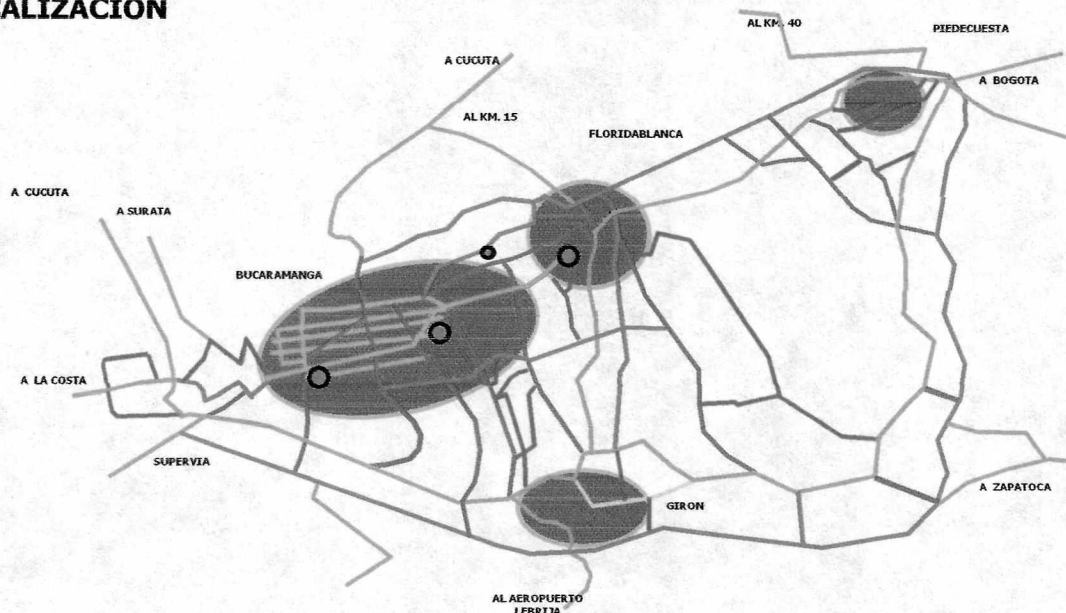 AL KM. 40
PIEDECUESTA
A CUCUTA
A BOGOTA
AL KM. 15
FLORIDABLANCA
A CUCUTA
A SURATA
BUCARAMANGA
A LA COSTA
SUPERVIA
A ZAPATOCA
GIRON
AL AEROPUERTO
LEBRIJA